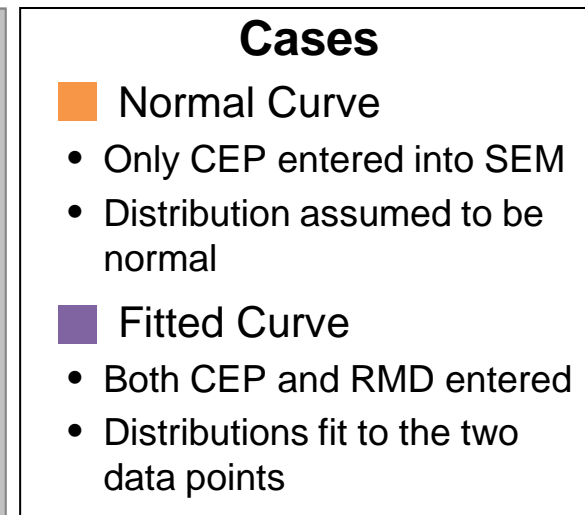 Cases
Normal Curve
• Only CEP entered into SEM
• Distribution assumed to be
normal
Fitted Curve
• Both CEP and RMD entered
• Distributions fit to the two
data points